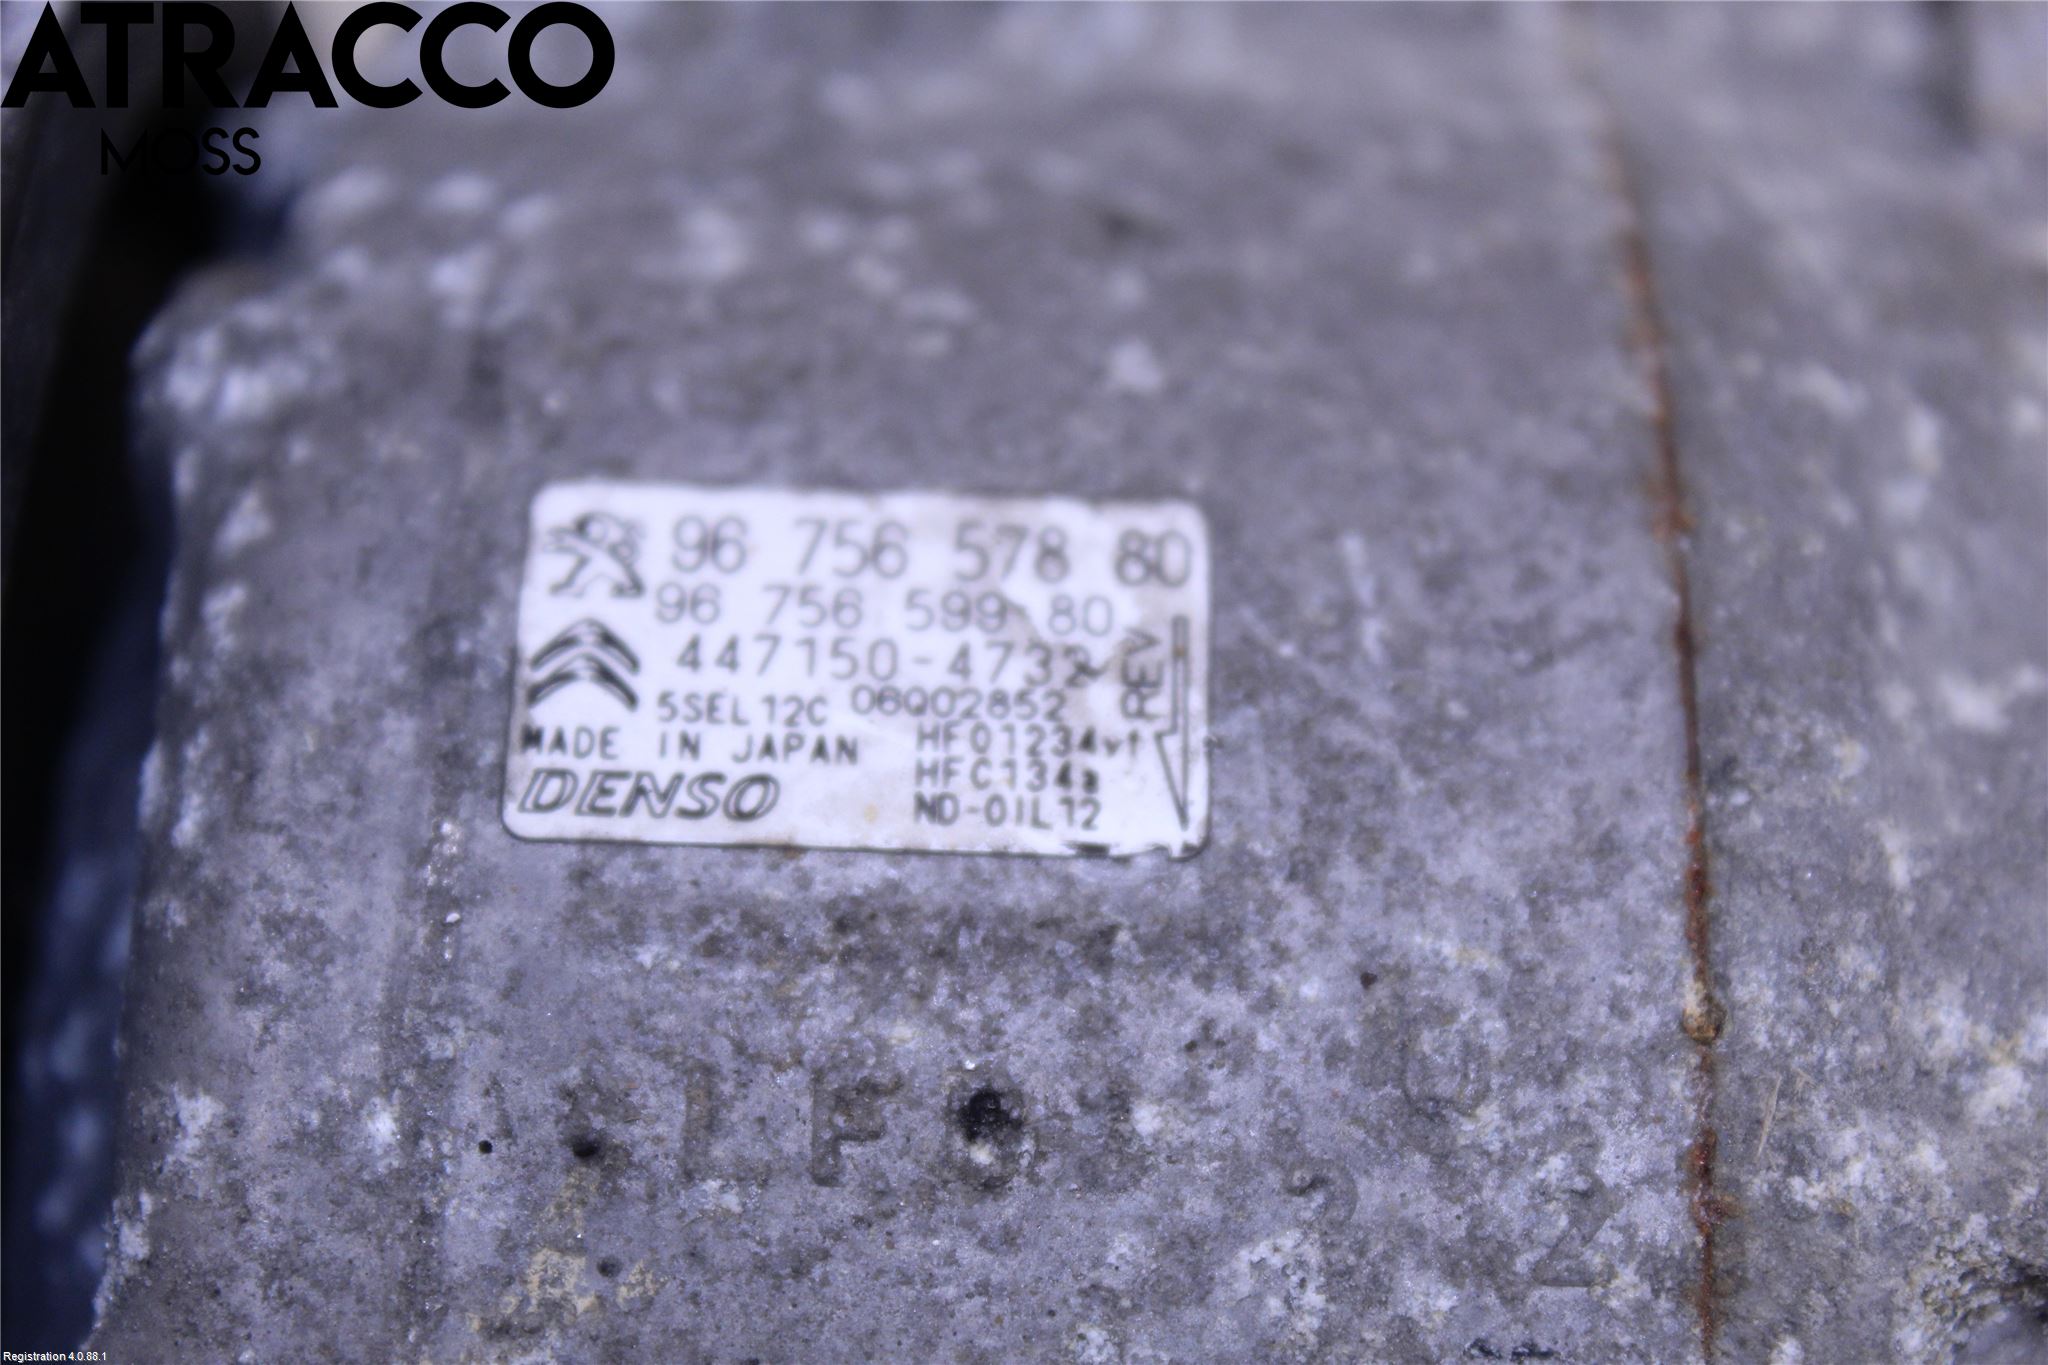 ATRACCO
MOSS
96 756 578 80
96 756 599 80
447150-4732
REV
5SEL12C 06Q02852
MADE IN JAPAN
DENSO
HFO1234yf
HFC134a
ND-OIL12
Registration 4.0.88.1